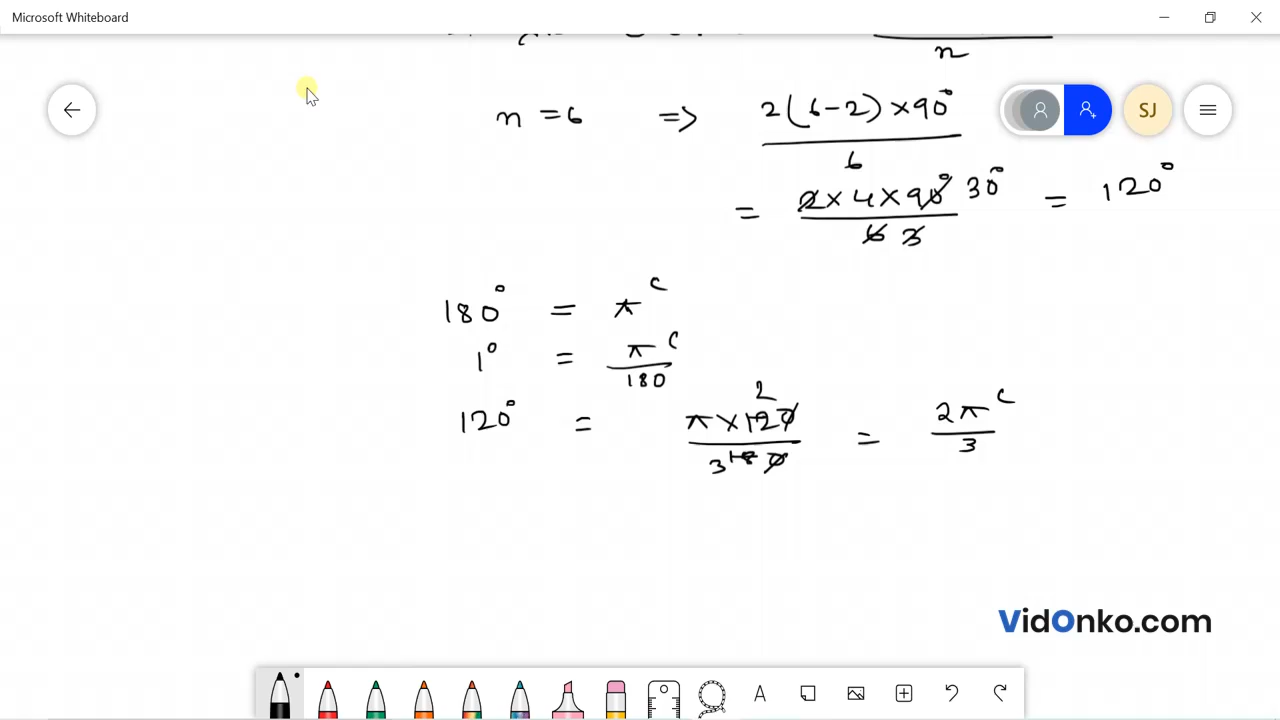 Microsoft Whiteboard
n
n = 6 => 2(6-2) × 90°
6
SJ
= 2 × 4 × 90° 30° = 120°
6 3
180° = π^c
1° = π^c
180
2
120° = π × 120 = 2π^c
3 180 3
VidOnko.com
A